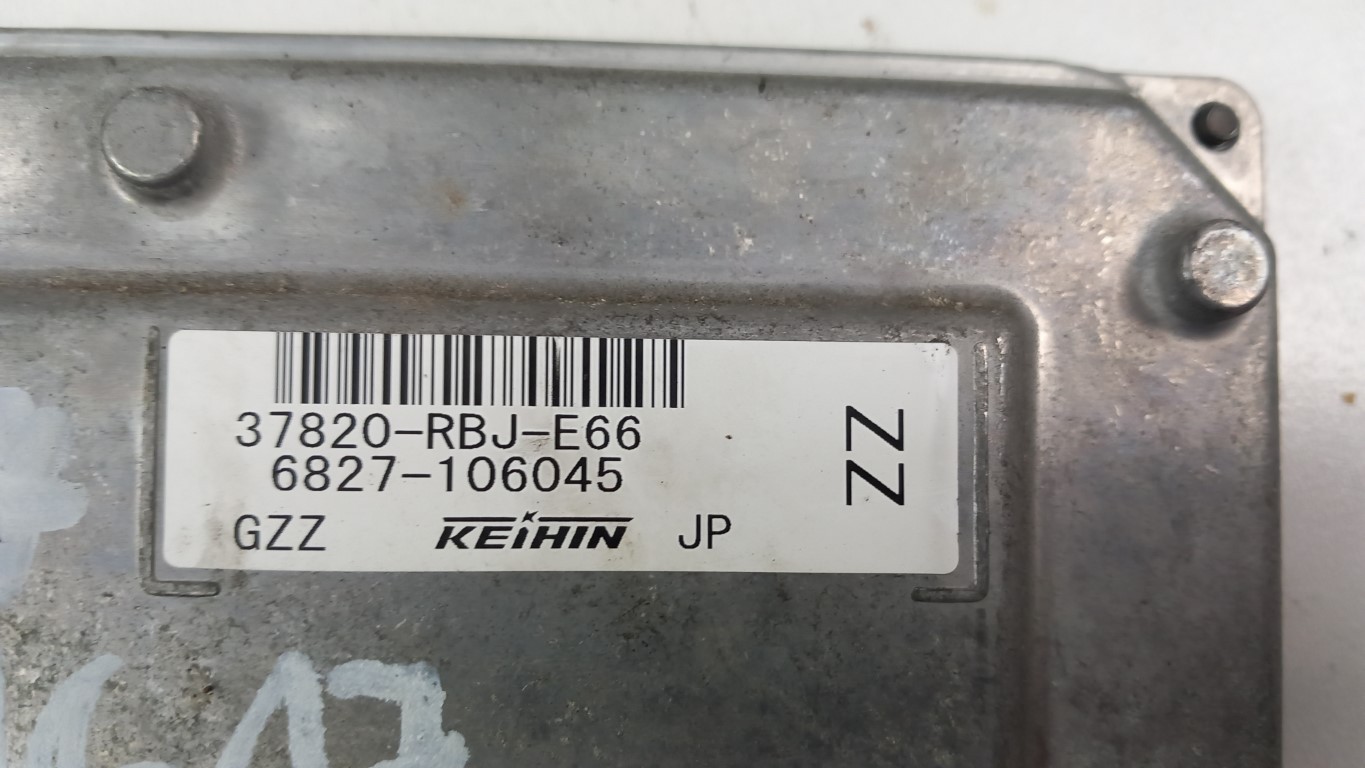 37820-RBJ-E66
6827-106045
GZZ KEIHIN JP
ZZ